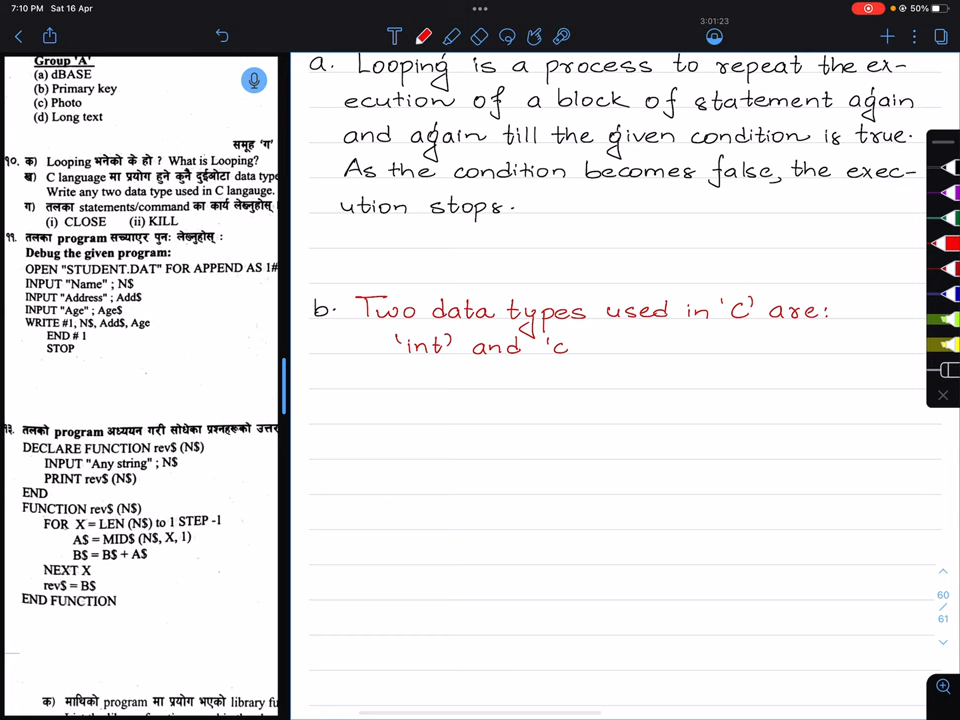 7:10 PM Sat 16 Apr
50%
3:01:23
Group 'A'
(a) dBASE
(b) Primary key
(c) Photo
(d) Long text
समूह 'ग'
१०. क) Looping भनेको के हो ? What is Looping?
ख) C language मा प्रयोग हुने कुनै दुईओटा data type
Write any two data type used in C langauge.
ग) तलका statements/command का कार्य लेख्नुहोस् ।
(i) CLOSE (ii) KILL
११. तलका program सच्याएर पुनः लेख्नुहोस् :
Debug the given program:
OPEN "STUDENT.DAT" FOR APPEND AS 1#
INPUT "Name" ; N$
INPUT "Address" ; Add$
INPUT "Age" ; Age$
WRITE #1, N$, Add$, Age
END # 1
STOP
१३. तलको program अध्ययन गरी सोधेका प्रश्नहरूको उत्तर
DECLARE FUNCTION rev$ (N$)
INPUT "Any string" ; N$
PRINT rev$ (N$)
END
FUNCTION rev$ (N$)
FOR X = LEN (N$) to 1 STEP -1
A$ = MID$ (N$, X, 1)
B$ = B$ + A$
NEXT X
rev$ = B$
END FUNCTION
क) माथिको program मा प्रयोग भएको library fu
a. Looping is a process to repeat the ex-
ecution of a block of statement again
and again till the given condition is true.
As the condition becomes false, the exec-
ution stops.
b. Two data types used in 'C' are:
'int' and 'c
60
/
61